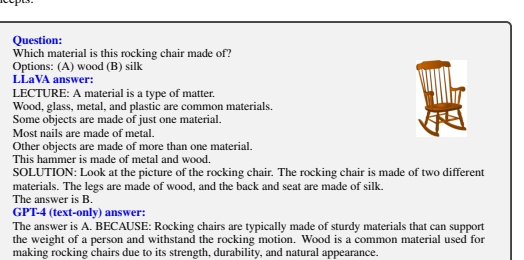 ncepts.
Question:
Which material is this rocking chair made of?
Options: (A) wood (B) silk
LLaVA answer:
LECTURE: A material is a type of matter.
Wood, glass, metal, and plastic are common materials.
Some objects are made of just one material.
Most nails are made of metal.
Other objects are made of more than one material.
This hammer is made of metal and wood.
SOLUTION: Look at the picture of the rocking chair. The rocking chair is made of two different
materials. The legs are made of wood, and the back and seat are made of silk.
The answer is B.
GPT-4 (text-only) answer:
The answer is A. BECAUSE: Rocking chairs are typically made of sturdy materials that can support
the weight of a person and withstand the rocking motion. Wood is a common material used for
making rocking chairs due to its strength, durability, and natural appearance.